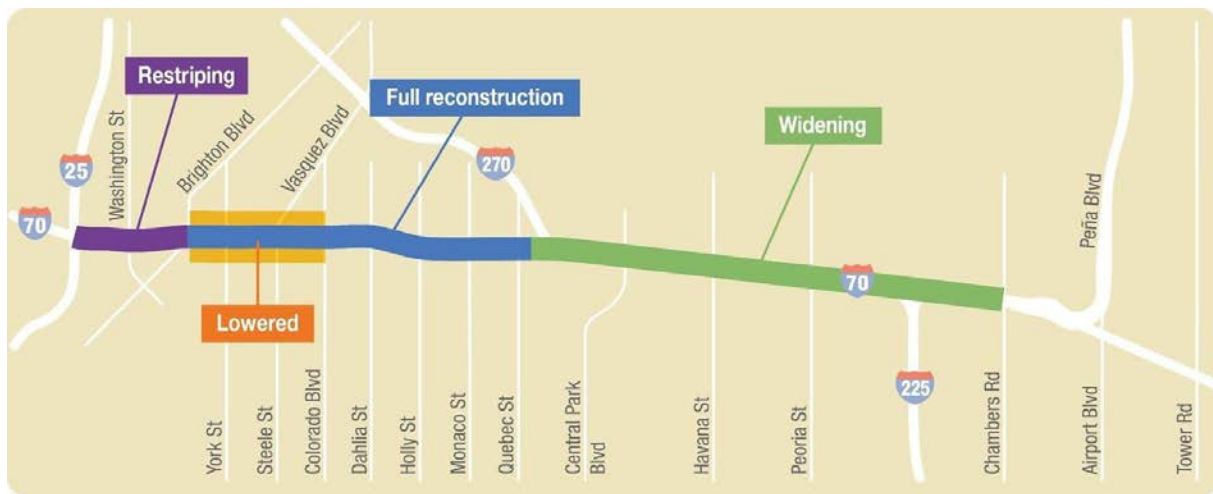 Restriping
Full reconstruction
Widening
Lowered
25
70
270
70
225
Washington St
Brighton Blvd
Vasquez Blvd
Peña Blvd
York St
Steele St
Colorado Blvd
Dahlia St
Holly St
Monaco St
Quebec St
Central Park
Blvd
Havana St
Peoria St
Chambers Rd
Airport Blvd
Tower Rd